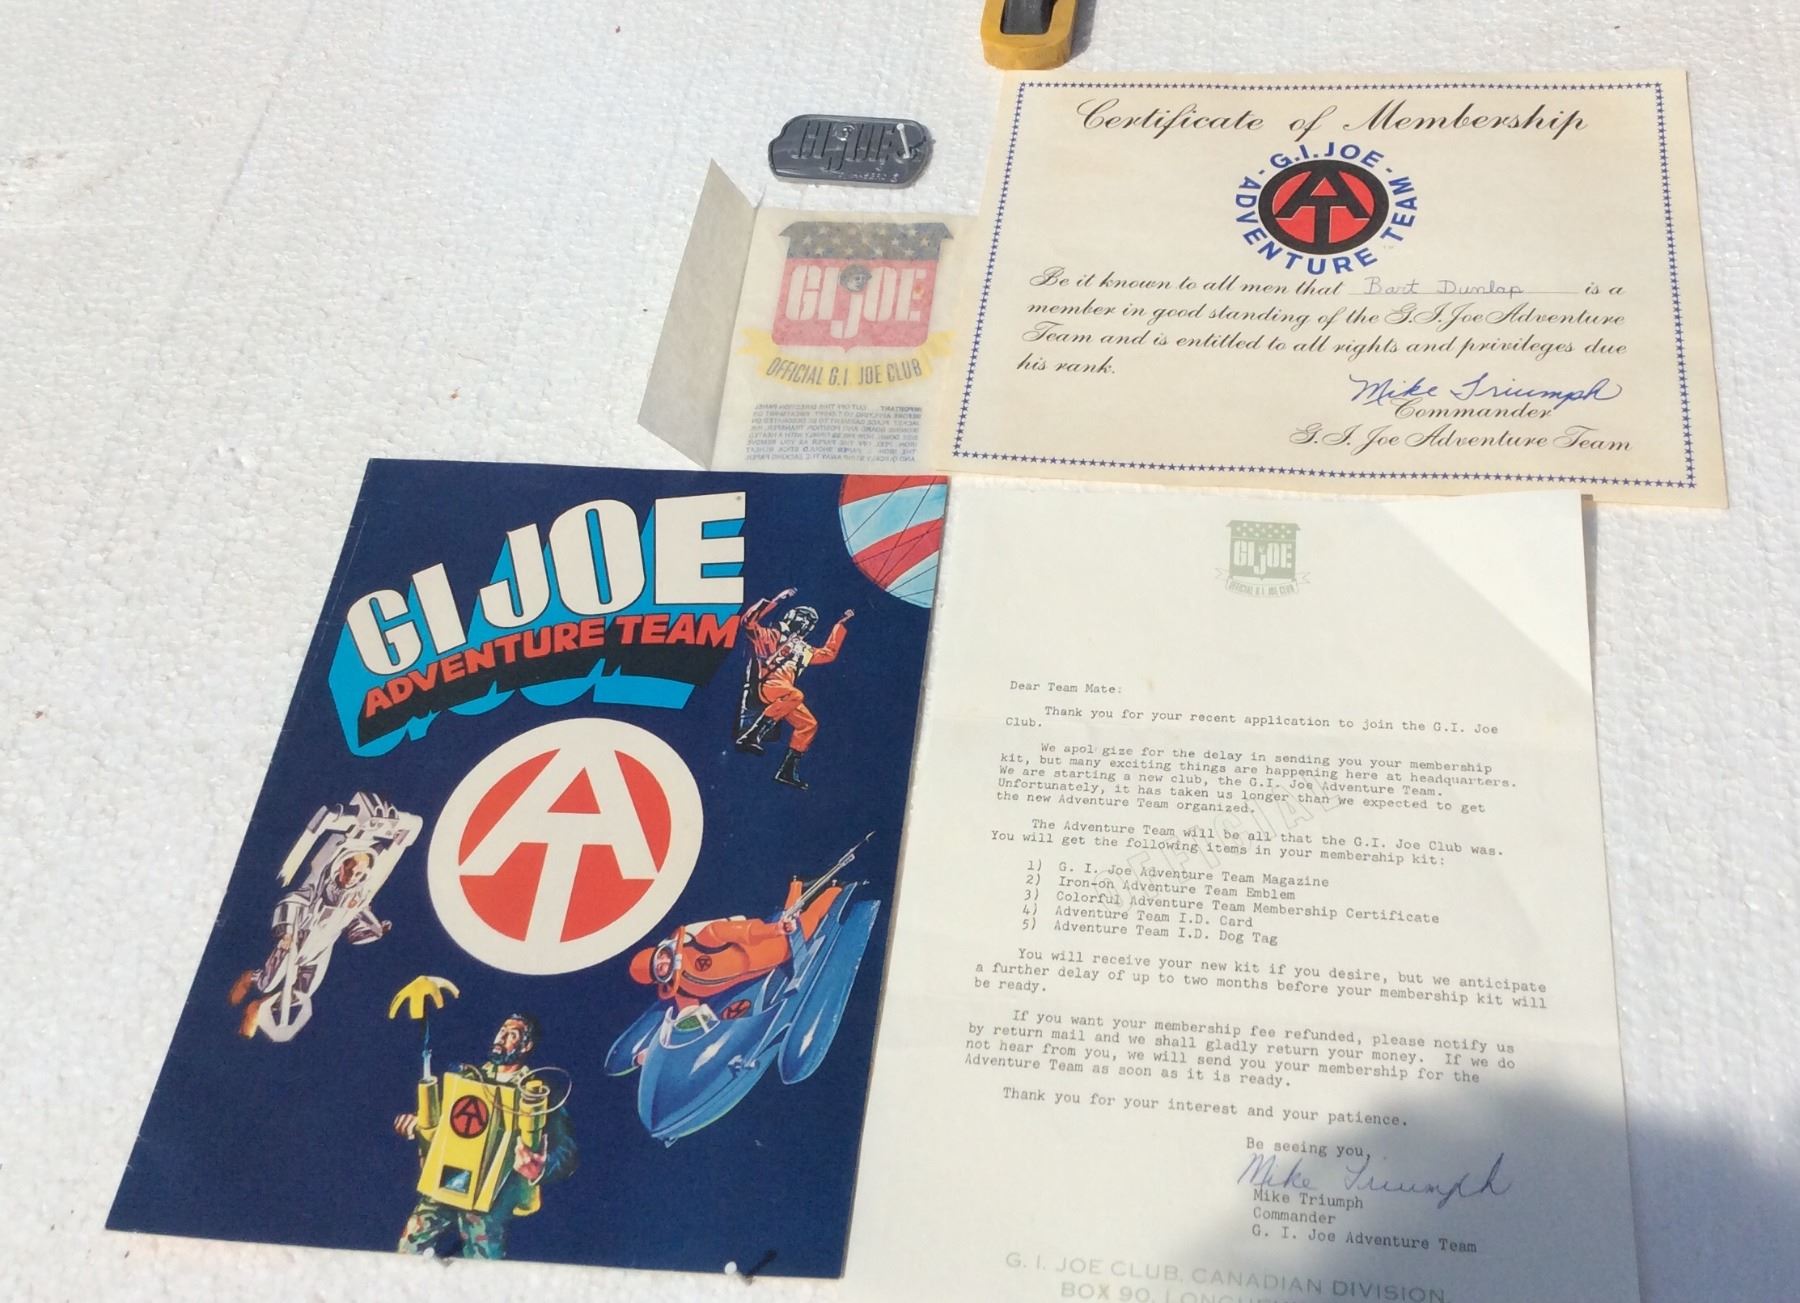 GI JOE
Certificate of Membership
G.I. JOE
ADVENTURE TEAM
AT
Be it known to all men that Bart Dunlap is a
member in good standing of the G.I. Joe Adventure
Team and is entitled to all rights and privileges due
his rank.
Mike Triumph
Commander
G.I. Joe Adventure Team
GI JOE
OFFICIAL G.I. JOE CLUB
GI JOE
ADVENTURE TEAM
AT
AT
AT
GI JOE
OFFICIAL G.I. JOE CLUB
Dear Team Mate:
Thank you for your recent application to join the G.I. Joe
Club.
We apol gize for the delay in sending you your membership
kit, but many exciting things are happening here at headquarters.
We are starting a new club, the G.I. Joe Adventure Team.
Unfortunately, it has taken us longer than we expected to get
the new Adventure Team organized.
The Adventure Team will be all that the G.I. Joe Club was.
You will get the following items in your membership kit:
1) G. I. Joe Adventure Team Magazine
2) Iron-on Adventure Team Emblem
3) Colorful Adventure Team Membership Certificate
4) Adventure Team I.D. Card
5) Adventure Team I.D. Dog Tag
OFFICIAL
You will receive your new kit if you desire, but we anticipate
a further delay of up to two months before your membership kit will
be ready.
If you want your membership fee refunded, please notify us
by return mail and we shall gladly return your money. If we do
not hear from you, we will send you your membership for the
Adventure Team as soon as it is ready.
Thank you for your interest and your patience.
Be seeing you,
Mike Triumph
Mike Triumph
Commander
G. I. Joe Adventure Team
G. I. JOE CLUB, CANADIAN DIVISION,
BOX 90,